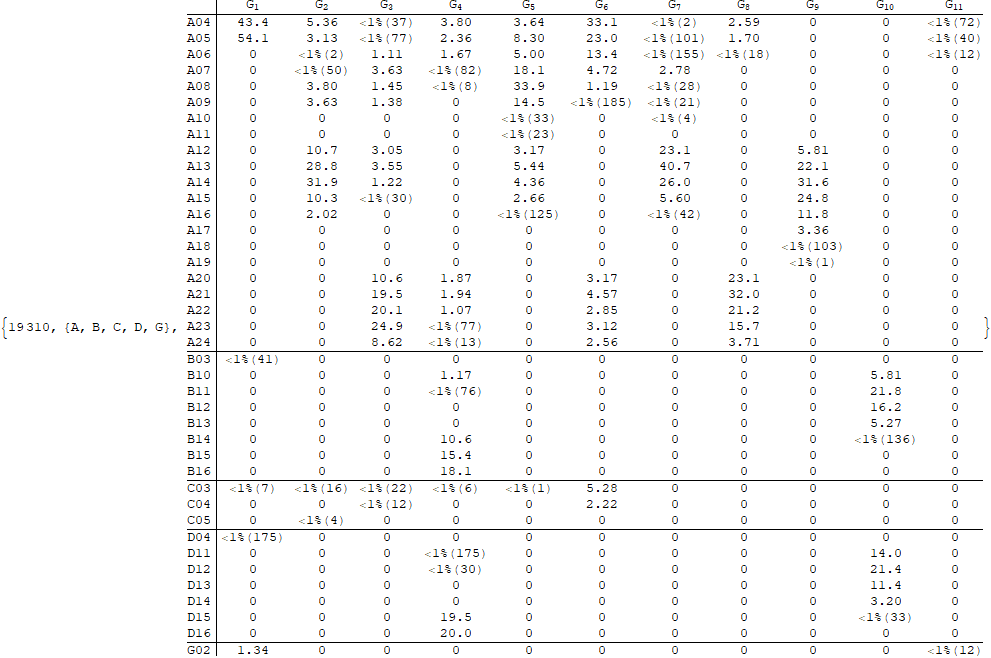 G₁ G₂ G₃ G₄ G₅ G₆ G₇ G₈ G₉ G₁₀ G₁₁
A04 43.4 5.36 <1%(37) 3.80 3.64 33.1 <1%(2) 2.59 0 0 <1%(72)
A05 54.1 3.13 <1%(77) 2.36 8.30 23.0 <1%(101) 1.70 0 0 <1%(40)
A06 0 <1%(2) 1.11 1.67 5.00 13.4 <1%(155) <1%(18) 0 0 <1%(12)
A07 0 <1%(50) 3.63 <1%(82) 18.1 4.72 2.78 0 0 0 0
A08 0 3.80 1.45 <1%(8) 33.9 1.19 <1%(28) 0 0 0 0
A09 0 3.63 1.38 0 14.5 <1%(185) <1%(21) 0 0 0 0
A10 0 0 0 0 <1%(33) 0 <1%(4) 0 0 0 0
A11 0 0 0 0 <1%(23) 0 0 0 0 0 0
A12 0 10.7 3.05 0 3.17 0 23.1 0 5.81 0 0
A13 0 28.8 3.55 0 5.44 0 40.7 0 22.1 0 0
A14 0 31.9 1.22 0 4.36 0 26.0 0 31.6 0 0
A15 0 10.3 <1%(30) 0 2.66 0 5.60 0 24.8 0 0
A16 0 2.02 0 0 <1%(125) 0 <1%(42) 0 11.8 0 0
A17 0 0 0 0 0 0 0 0 3.36 0 0
A18 0 0 0 0 0 0 0 0 <1%(103) 0 0
A19 0 0 0 0 0 0 0 0 <1%(1) 0 0
A20 0 0 10.6 1.87 0 3.17 0 23.1 0 0 0
A21 0 0 19.5 1.94 0 4.57 0 32.0 0 0 0
A22 0 0 20.1 1.07 0 2.85 0 21.2 0 0 0
{19310, {A, B, C, D, G}, A23 0 0 24.9 <1%(77) 0 3.12 0 15.7 0 0 0 }
A24 0 0 8.62 <1%(13) 0 2.56 0 3.71 0 0 0
B03 <1%(41) 0 0 0 0 0 0 0 0 0 0
B10 0 0 0 1.17 0 0 0 0 0 5.81 0
B11 0 0 0 <1%(76) 0 0 0 0 0 21.8 0
B12 0 0 0 0 0 0 0 0 0 16.2 0
B13 0 0 0 0 0 0 0 0 0 5.27 0
B14 0 0 0 10.6 0 0 0 0 0 <1%(136) 0
B15 0 0 0 15.4 0 0 0 0 0 0 0
B16 0 0 0 18.1 0 0 0 0 0 0 0
C03 <1%(7) <1%(16) <1%(22) <1%(6) <1%(1) 5.28 0 0 0 0 0
C04 0 0 <1%(12) 0 0 2.22 0 0 0 0 0
C05 0 <1%(4) 0 0 0 0 0 0 0 0 0
D04 <1%(175) 0 0 0 0 0 0 0 0 0 0
D11 0 0 0 <1%(175) 0 0 0 0 0 14.0 0
D12 0 0 0 <1%(30) 0 0 0 0 0 21.4 0
D13 0 0 0 0 0 0 0 0 0 11.4 0
D14 0 0 0 0 0 0 0 0 0 3.20 0
D15 0 0 0 19.5 0 0 0 0 0 <1%(33) 0
D16 0 0 0 20.0 0 0 0 0 0 0 0
G02 1.34 0 0 0 0 0 0 0 0 0 <1%(12)